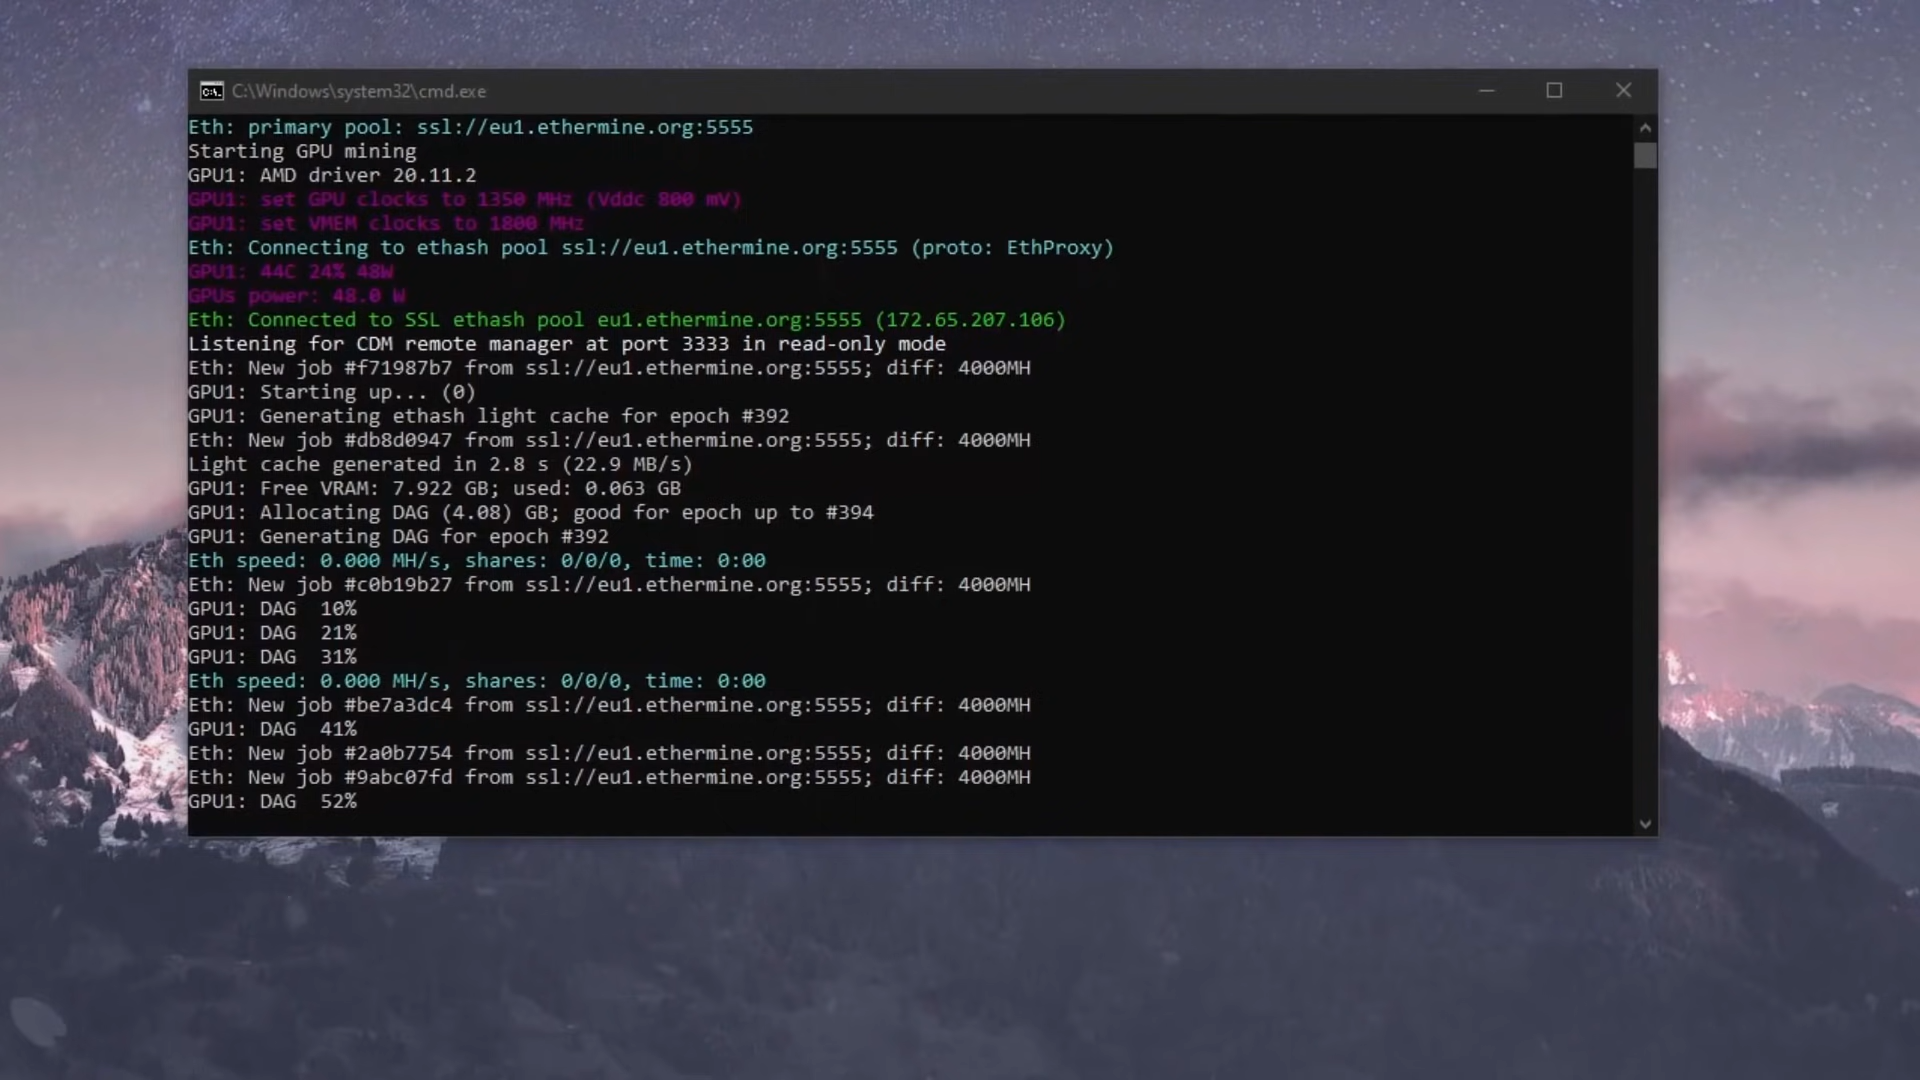 C:\Windows\system32\cmd.exe
Eth: primary pool: ssl://eu1.ethermine.org:5555
Starting GPU mining
GPU1: AMD driver 20.11.2
GPU1: set GPU clocks to 1350 MHz (Vddc 800 mV)
GPU1: set VMEM clocks to 1800 MHz
Eth: Connecting to ethash pool ssl://eu1.ethermine.org:5555 (proto: EthProxy)
GPU1: 44C 24% 48W
GPUs power: 48.0 W
Eth: Connected to SSL ethash pool eu1.ethermine.org:5555 (172.65.207.106)
Listening for CDM remote manager at port 3333 in read-only mode
Eth: New job #f71987b7 from ssl://eu1.ethermine.org:5555; diff: 4000MH
GPU1: Starting up... (0)
GPU1: Generating ethash light cache for epoch #392
Eth: New job #db8d0947 from ssl://eu1.ethermine.org:5555; diff: 4000MH
Light cache generated in 2.8 s (22.9 MB/s)
GPU1: Free VRAM: 7.922 GB; used: 0.063 GB
GPU1: Allocating DAG (4.08) GB; good for epoch up to #394
GPU1: Generating DAG for epoch #392
Eth speed: 0.000 MH/s, shares: 0/0/0, time: 0:00
Eth: New job #c0b19b27 from ssl://eu1.ethermine.org:5555; diff: 4000MH
GPU1: DAG  10%
GPU1: DAG  21%
GPU1: DAG  31%
Eth speed: 0.000 MH/s, shares: 0/0/0, time: 0:00
Eth: New job #be7a3dc4 from ssl://eu1.ethermine.org:5555; diff: 4000MH
GPU1: DAG  41%
Eth: New job #2a0b7754 from ssl://eu1.ethermine.org:5555; diff: 4000MH
Eth: New job #9abc07fd from ssl://eu1.ethermine.org:5555; diff: 4000MH
GPU1: DAG  52%